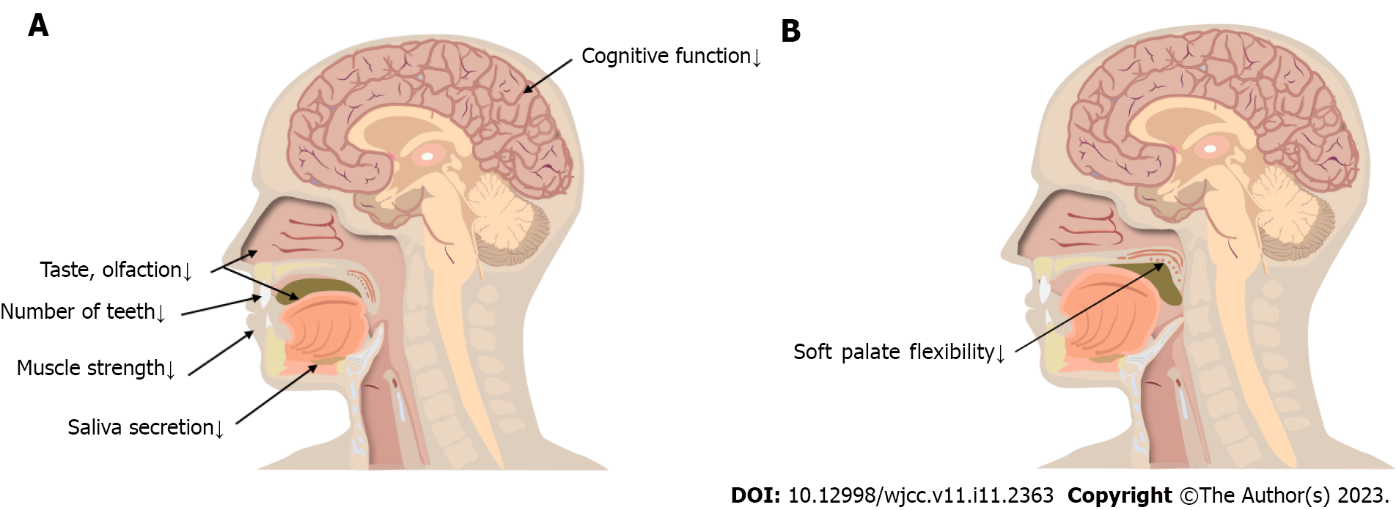 A
Cognitive function↓
Taste, olfaction↓
Number of teeth↓
Muscle strength↓
Saliva secretion↓
B
Soft palate flexibility↓
DOI: 10.12998/wjcc.v11.i11.2363 Copyright ©The Author(s) 2023.